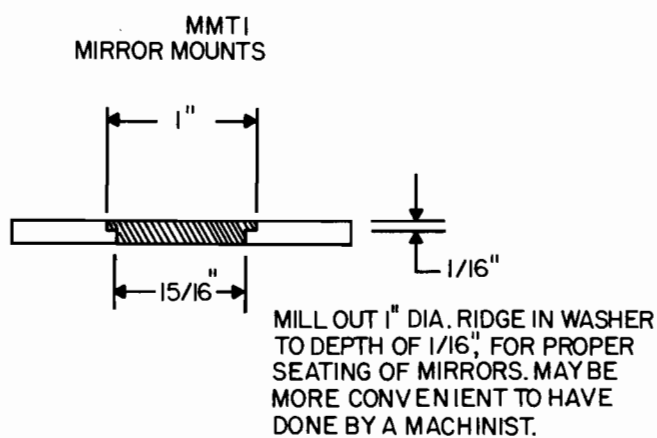 MMT1
MIRROR MOUNTS
1"
15/16"
1/16"
MILL OUT 1" DIA. RIDGE IN WASHER
TO DEPTH OF 1/16", FOR PROPER
SEATING OF MIRRORS. MAY BE
MORE CONVENIENT TO HAVE
DONE BY A MACHINIST.